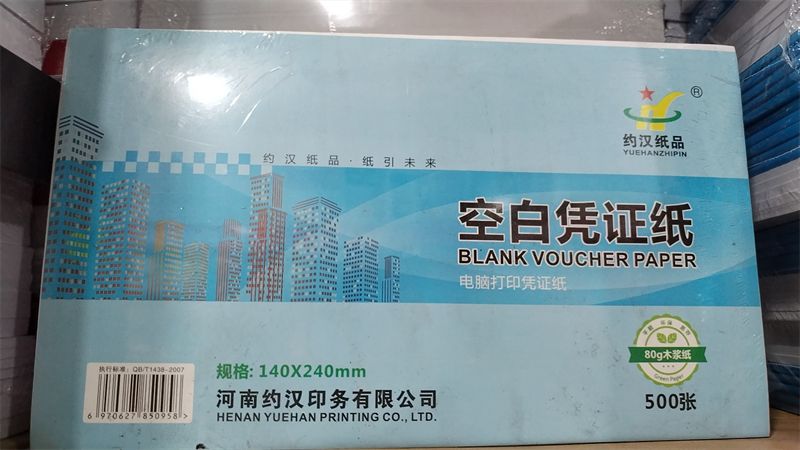 ®
约汉纸品
YUEHANZHIPIN
约汉纸品·纸引未来
空白凭证纸
BLANK VOUCHER PAPER
电脑打印凭证纸
80g木浆纸
Green Paper
500张
执行标准：QB/T1438-2007
6 970627 850958 >
规格: 140X240mm
河南约汉印务有限公司
HENAN YUEHAN PRINTING CO., LTD.